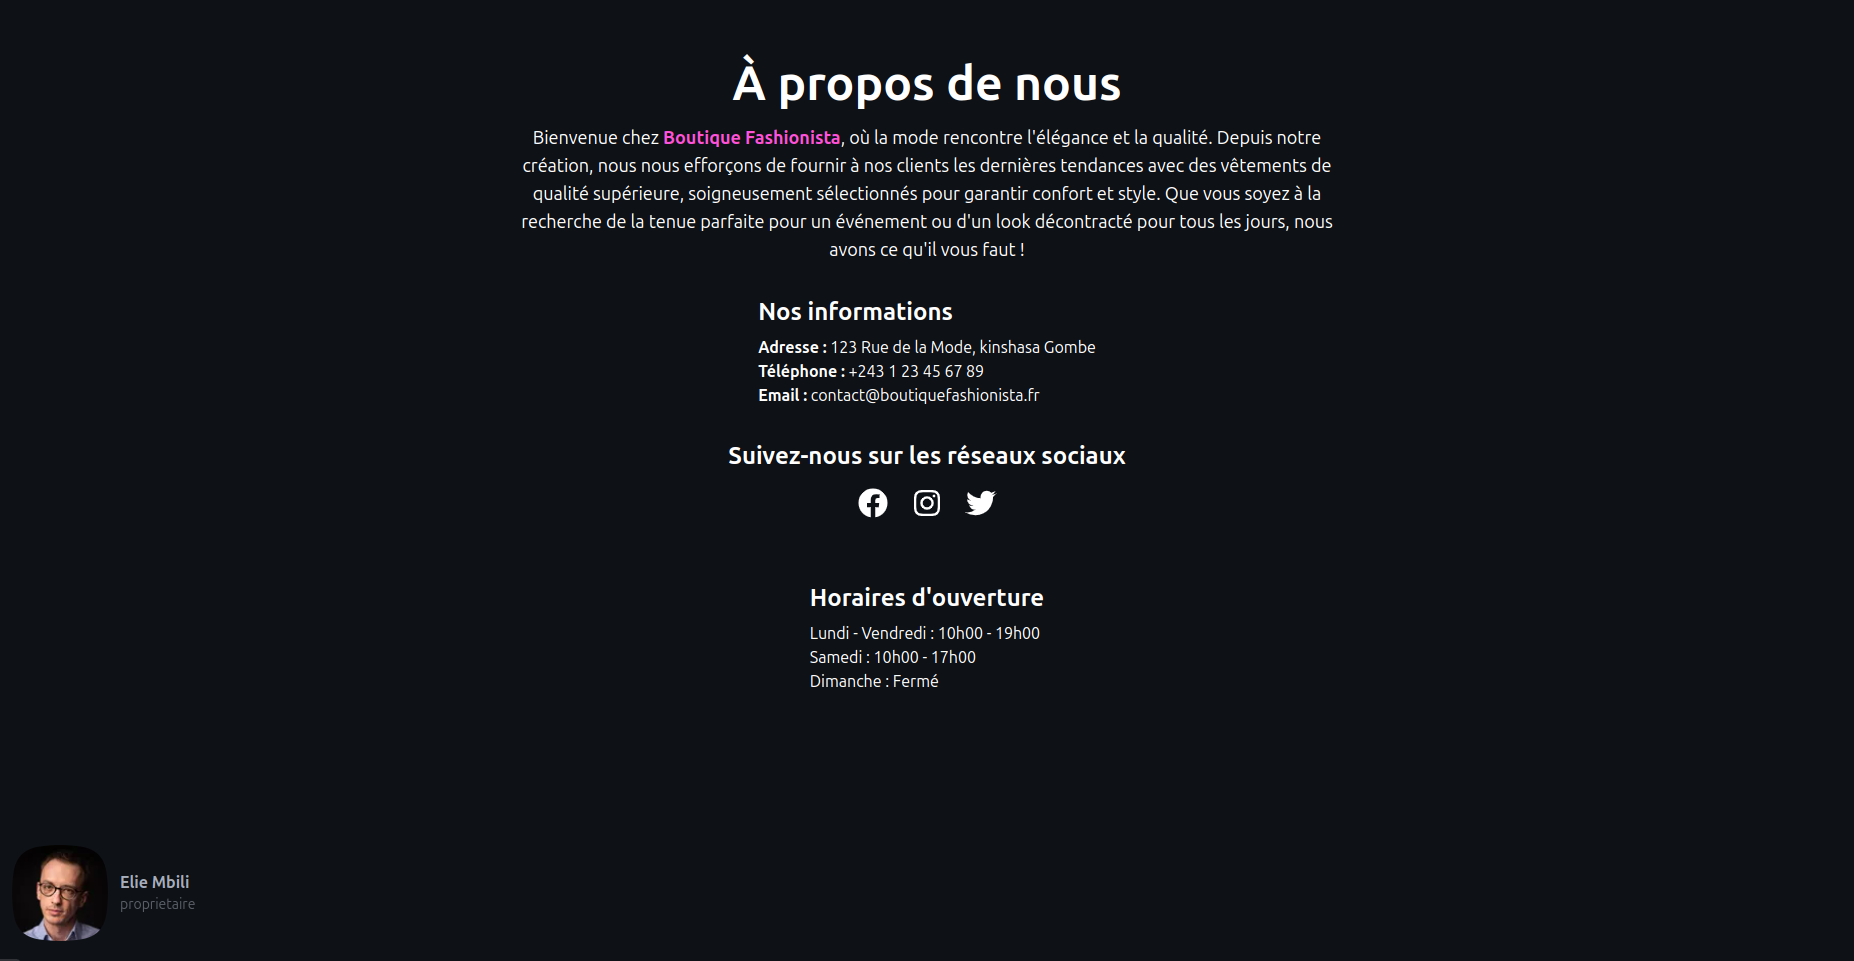 À propos de nous
Bienvenue chez Boutique Fashionista, où la mode rencontre l'élégance et la qualité. Depuis notre
création, nous nous efforçons de fournir à nos clients les dernières tendances avec des vêtements de
qualité supérieure, soigneusement sélectionnés pour garantir confort et style. Que vous soyez à la
recherche de la tenue parfaite pour un événement ou d'un look décontracté pour tous les jours, nous
avons ce qu'il vous faut !
Nos informations
Adresse : 123 Rue de la Mode, kinshasa Gombe
Téléphone : +243 1 23 45 67 89
Email : contact@boutiquefashionista.fr
Suivez-nous sur les réseaux sociaux
Horaires d'ouverture
Lundi - Vendredi : 10h00 - 19h00
Samedi : 10h00 - 17h00
Dimanche : Fermé
Elie Mbili
proprietaire